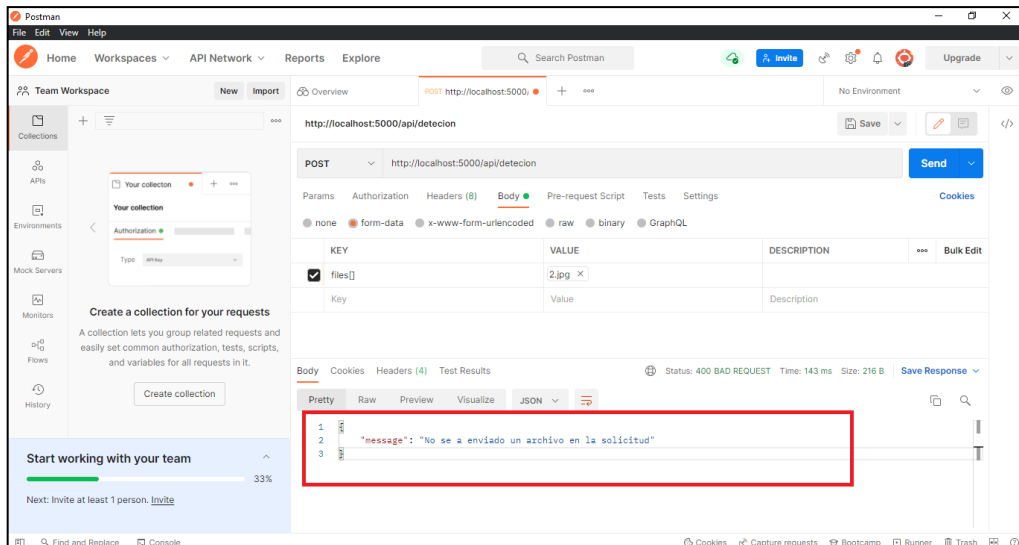 Postman
File Edit View Help
Home Workspaces API Network Reports Explore Search Postman Invite Upgrade
Team Workspace New Import Overview POST http://localhost:5000/ No Environment
Collections
APIs
Environments
Mock Servers
Monitors
Flows
History
Your collecton
Your collection
Authorization
Type API Key
Create a collection for your requests
A collection lets you group related requests and
easily set common authorization, tests, scripts,
and variables for all requests in it.
Create collection
Start working with your team
33%
Next: Invite at least 1 person. Invite
http://localhost:5000/api/detecion Save
POST http://localhost:5000/api/detecion Send
Params Authorization Headers (8) Body Pre-request Script Tests Settings Cookies
none form-data x-www-form-urlencoded raw binary GraphQL
KEY VALUE DESCRIPTION Bulk Edit
files[] 2.jpg
Key Value Description
Body Cookies Headers (4) Test Results Status: 400 BAD REQUEST Time: 143 ms Size: 216 B Save Response
Pretty Raw Preview Visualize JSON
1 {
2 "message": "No se a enviado un archivo en la solicitud"
3 }
Find and Replace Console Cookies Capture requests Bootcamp Runner Trash